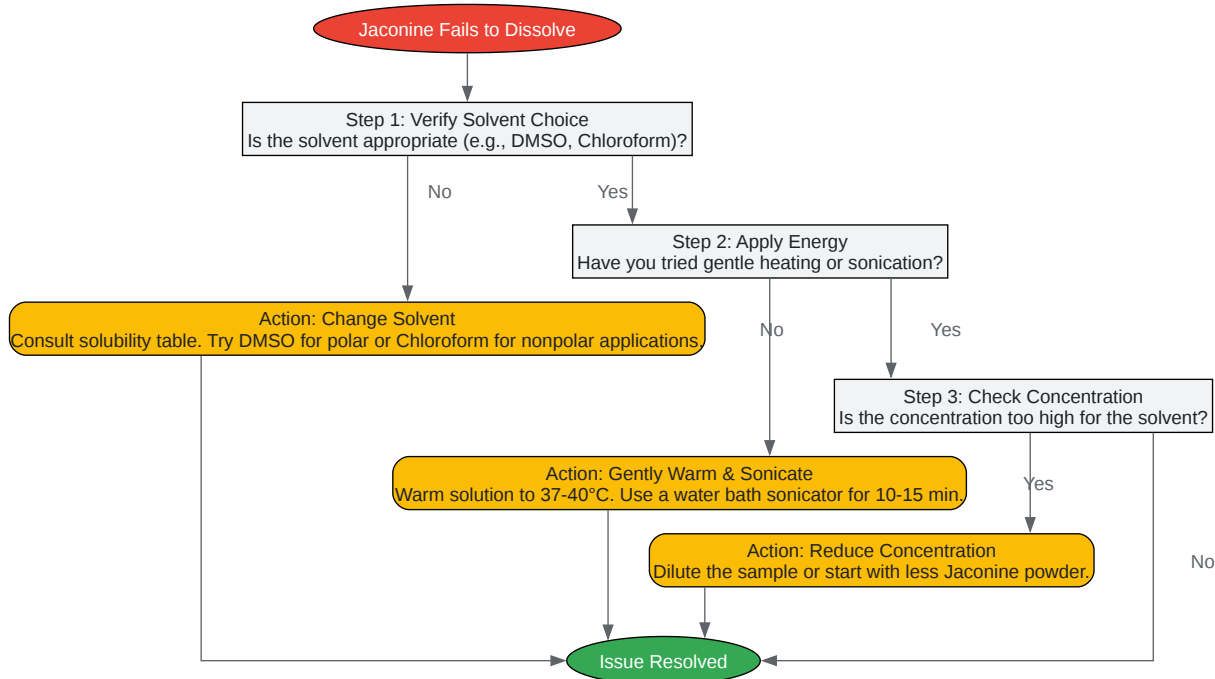 Jaconine Fails to Dissolve
Step 1: Verify Solvent Choice
Is the solvent appropriate (e.g., DMSO, Chloroform)?
No
Yes
Step 2: Apply Energy
Have you tried gentle heating or sonication?
Action: Change Solvent
Consult solubility table. Try DMSO for polar or Chloroform for nonpolar applications.
No
Yes
Step 3: Check Concentration
Is the concentration too high for the solvent?
Action: Gently Warm & Sonicate
Warm solution to 37-40°C. Use a water bath sonicator for 10-15 min.
Yes
Action: Reduce Concentration
Dilute the sample or start with less Jaconine powder.
No
Issue Resolved